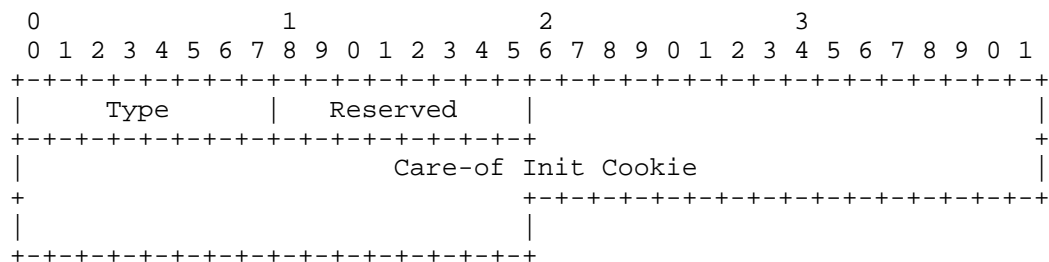 0                   1                   2                   3
 0 1 2 3 4 5 6 7 8 9 0 1 2 3 4 5 6 7 8 9 0 1 2 3 4 5 6 7 8 9 0 1
+-+-+-+-+-+-+-+-+-+-+-+-+-+-+-+-+-+-+-+-+-+-+-+-+-+-+-+-+-+-+-+-+
|     Type      |   Reserved    |                               |
+-+-+-+-+-+-+-+-+-+-+-+-+-+-+-+-+                               +
|                       Care-of Init Cookie                     |
+                               +-+-+-+-+-+-+-+-+-+-+-+-+-+-+-+-+
|                               |
+-+-+-+-+-+-+-+-+-+-+-+-+-+-+-+-+